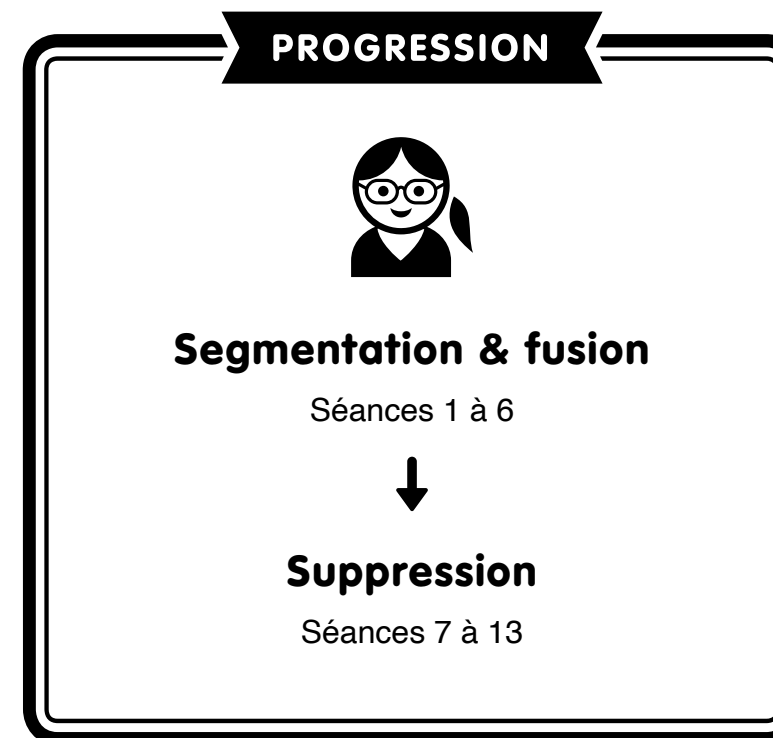 PROGRESSION
Segmentation & fusion
Séances 1 à 6
Suppression
Séances 7 à 13